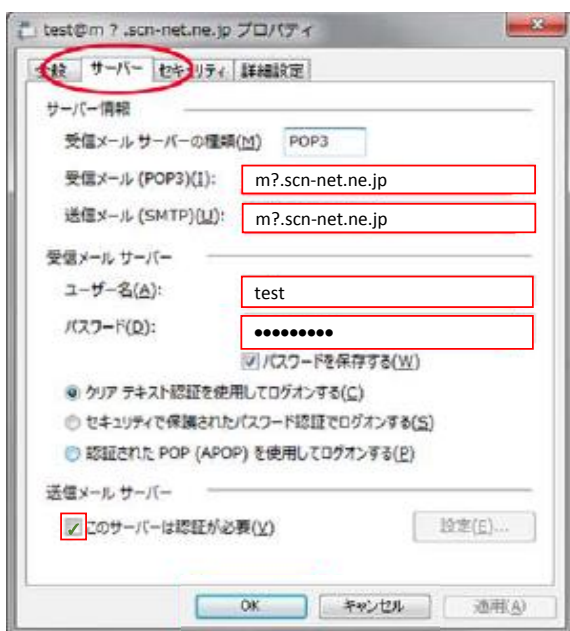 test@m ? .scn-net.ne.jp プロパティ
全般 サーバー セキュリティ 詳細設定
サーバー情報
受信メール サーバーの種類(M) POP3
受信メール (POP3)(I): m?.scn-net.ne.jp
送信メール (SMTP)(U): m?.scn-net.ne.jp
受信メール サーバー
ユーザー名(A): test
パスワード(D): •••••••••
パスワードを保存する(W)
クリア テキスト認証を使用してログオンする(C)
セキュリティで保護されたパスワード認証でログオンする(S)
認証された POP (APOP) を使用してログオンする(P)
送信メール サーバー
このサーバーは認証が必要(V) 設定(E)...
OK キャンセル 適用(A)